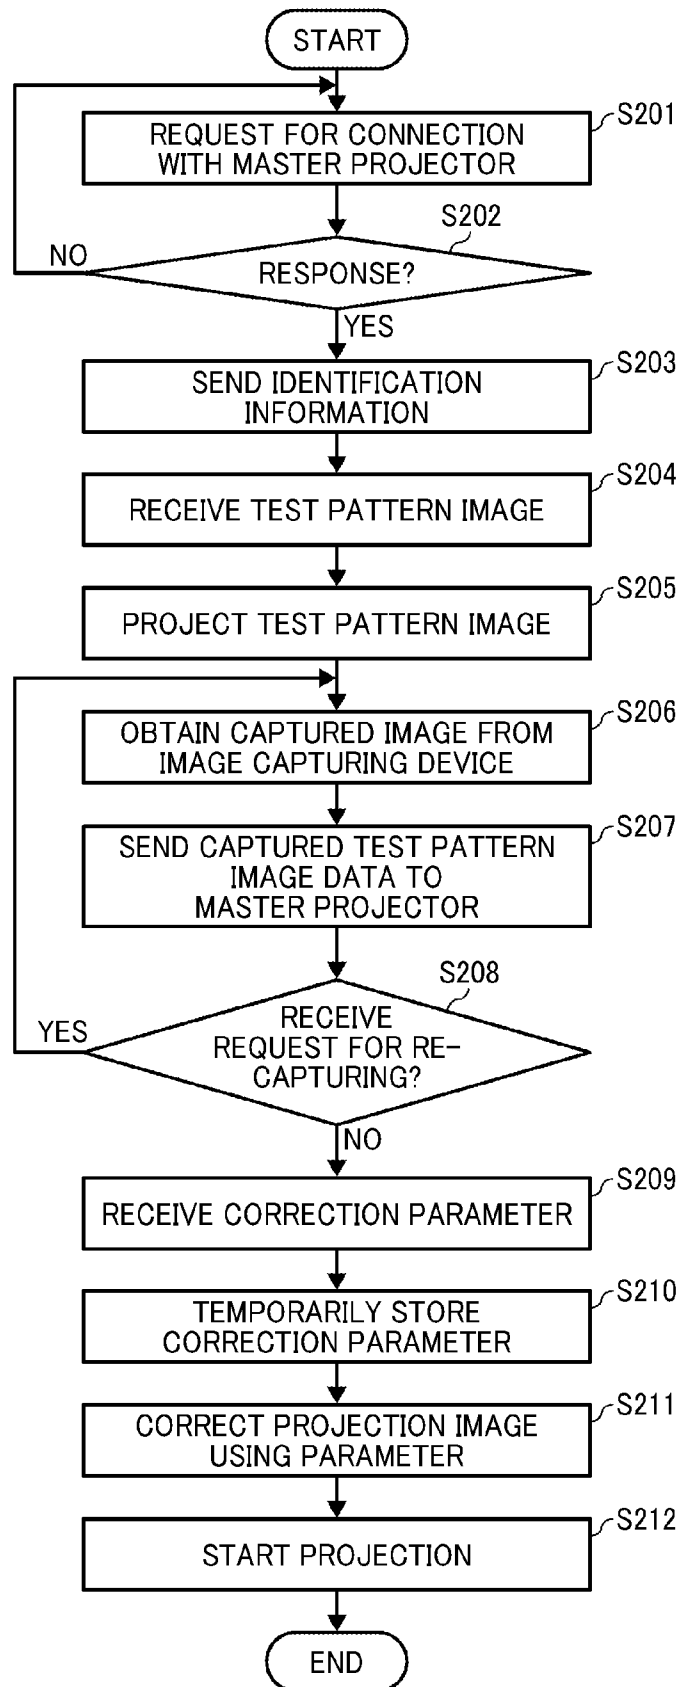 START
S201
REQUEST FOR CONNECTION
WITH MASTER PROJECTOR
S202
NO
RESPONSE?
YES
S203
SEND IDENTIFICATION
INFORMATION
S204
RECEIVE TEST PATTERN IMAGE
S205
PROJECT TEST PATTERN IMAGE
S206
OBTAIN CAPTURED IMAGE FROM
IMAGE CAPTURING DEVICE
S207
SEND CAPTURED TEST PATTERN
IMAGE DATA TO
MASTER PROJECTOR
S208
YES
RECEIVE
REQUEST FOR RE-
CAPTURING?
NO
S209
RECEIVE CORRECTION PARAMETER
S210
TEMPORARILY STORE
CORRECTION PARAMETER
S211
CORRECT PROJECTION IMAGE
USING PARAMETER
S212
START PROJECTION
END